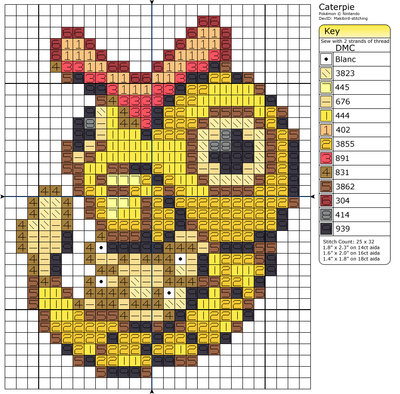 Caterpie
Pokémon © Nintendo
DevID: Makibird-stitching
Key
Sew with 2 strands of thread
DMC
Blanc
3823
445
676
444
402
3855
891
831
3862
304
414
939
Stitch Count: 25 x 32
1.8" x 2.3" on 14ct aida
1.6" x 2.0" on 16ct aida
1.4" x 1.8" on 18ct aida